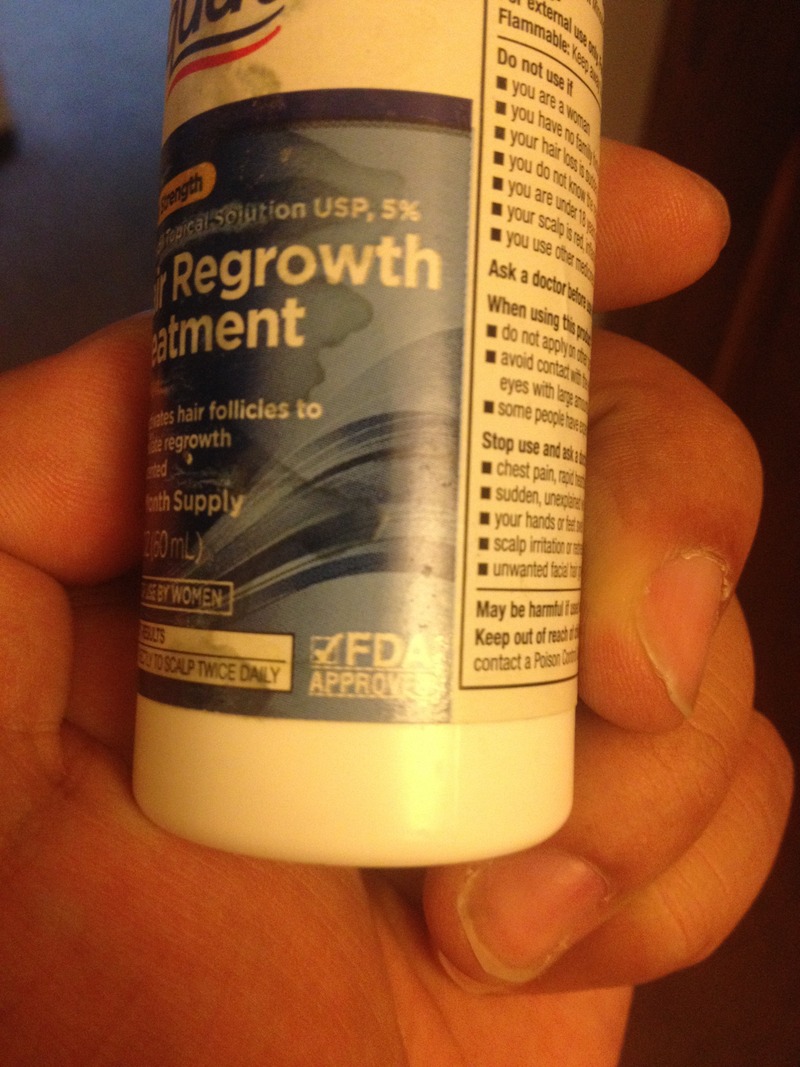 Strength
Topical Solution USP, 5%
Regrowth
eatment
hair follicles to
regrowth
onth Supply
(60 mL)
USE BY WOMEN
RESULTS
TO SCALP TWICE DAILY
FDA
APPROVED
external use only
Flammable: Keep away
Do not use if
■ you are a woman
■ you have no family
■ your hair loss is
■ you do not know the
■ you are under 18
■ your scalp is red,
■ you use other
Ask a doctor before
When using this
■ do not apply on other
■ avoid contact with
eyes with large
■ some people have
Stop use and ask a
■ chest pain, rapid
■ sudden, unexplained
■ your hands or feet
■ scalp irritation or
■ unwanted facial hair
May be harmful if
Keep out of reach of
contact a Poison